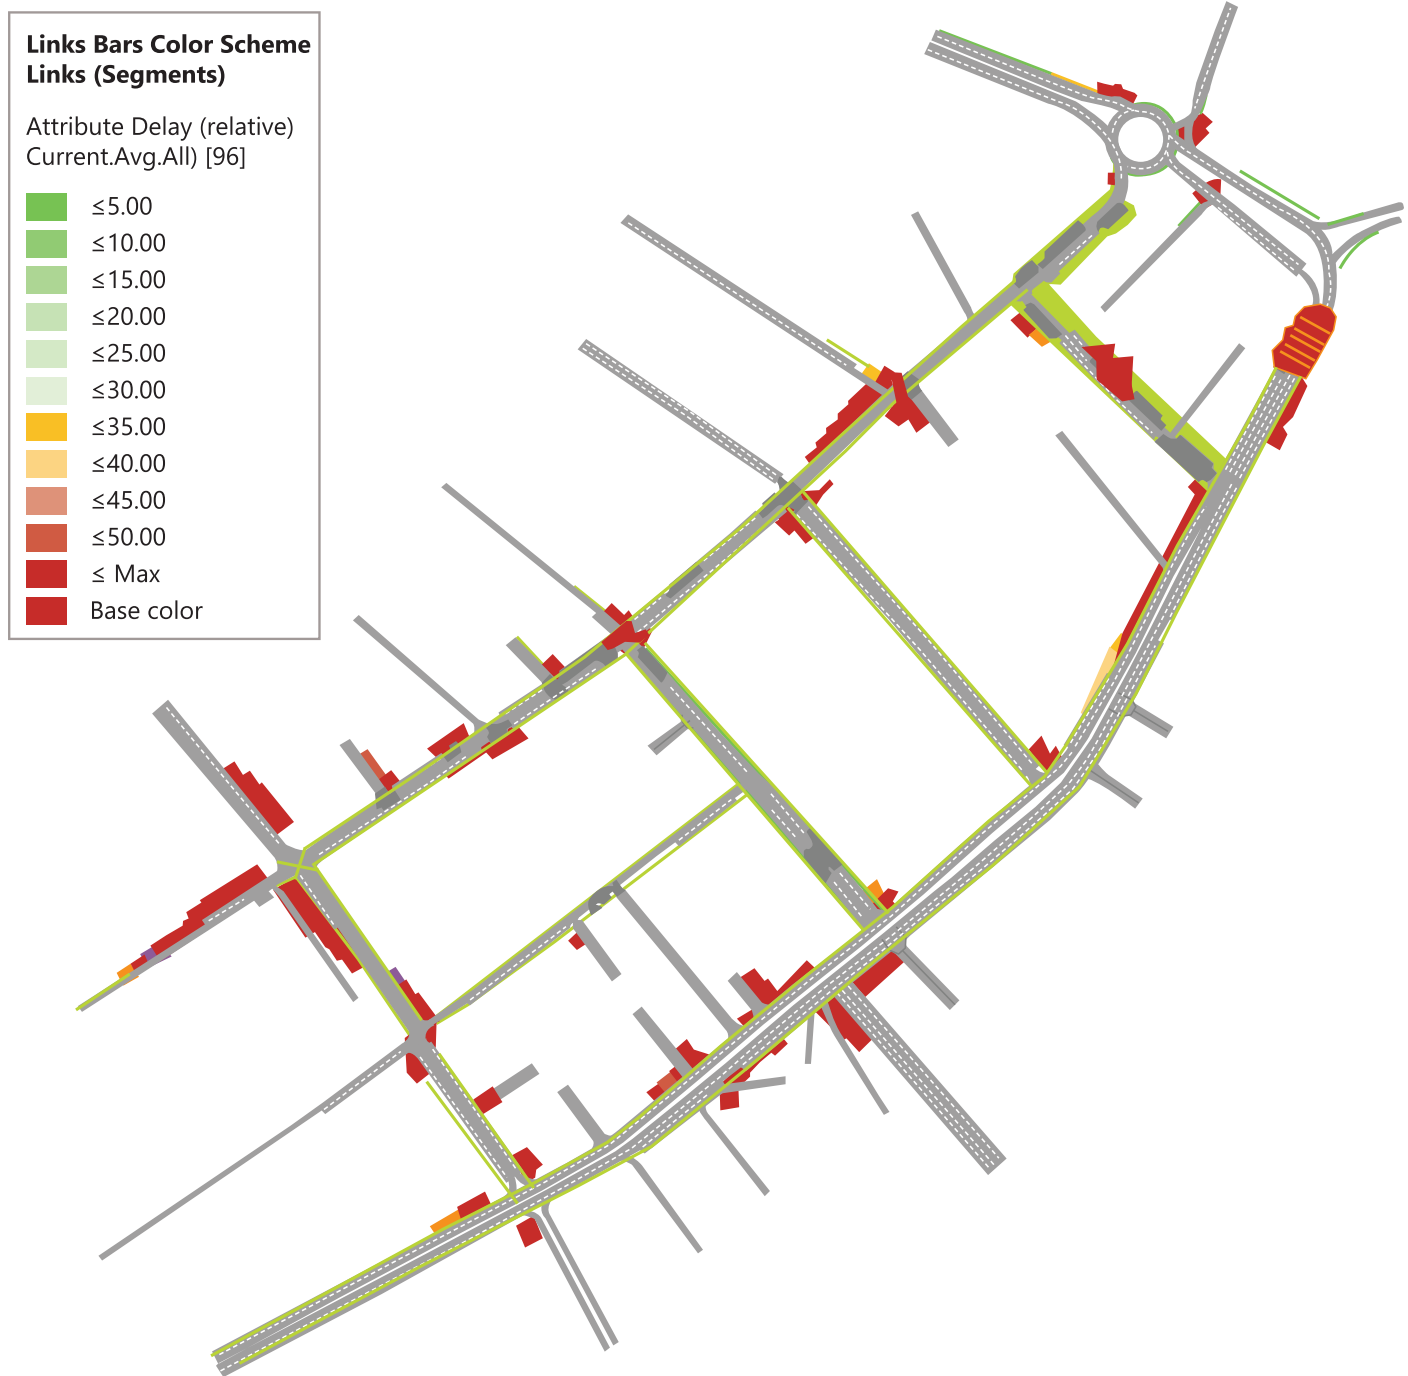 Links Bars Color Scheme
Links (Segments)
Attribute Delay (relative)
Current.Avg.All) [96]
≤5.00
≤10.00
≤15.00
≤20.00
≤25.00
≤30.00
≤35.00
≤40.00
≤45.00
≤50.00
≤ Max
Base color